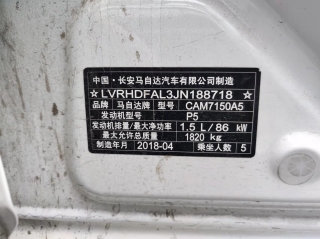 中国·长安马自达汽车有限公司制造
★LVRHDFAL3JN188718★
品牌 马自达牌 型号 CAM7150A5
发动机型号 P5
发动机排量/最大净功率 1.5 L/86 kW
最大允许总质量 1820 kg
制造年月 2018-04 乘坐人数 5